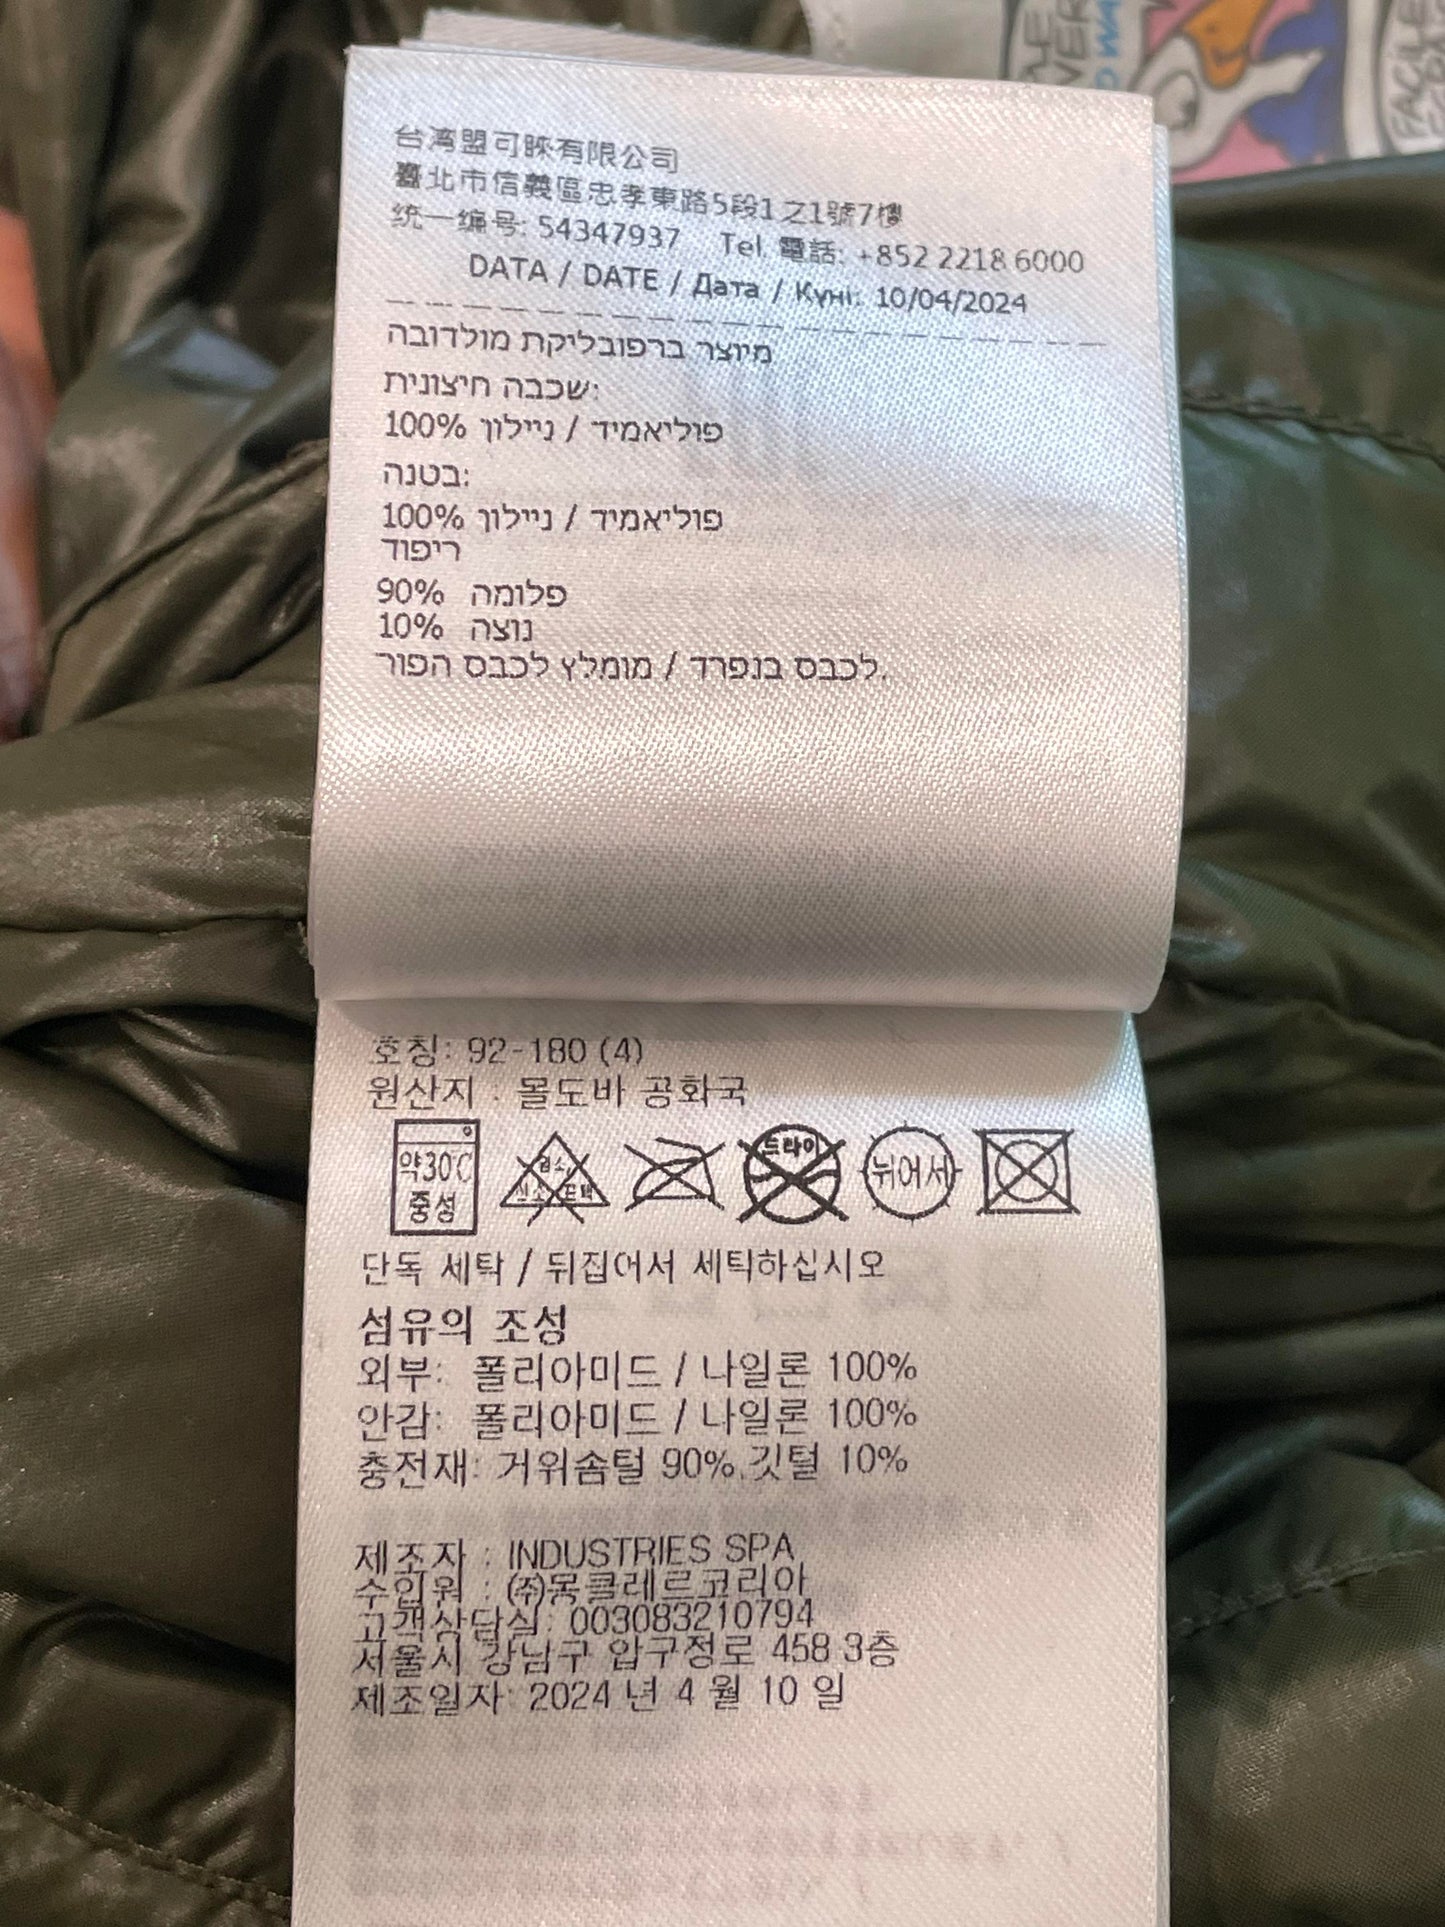 台湾盟可睐有限公司
臺北市信義區忠孝東路5段1之1號7樓
统一编号: 54347937 Tel. 電話: +852 2218 6000
DATA / DATE / Дата / Күні: 10/04/2024
מיוצר ברפובליקת מולדובה
שכבה חיצונית:
100% פוליאמיד / ניילון
בטנה:
100% פוליאמיד / ניילון
ריפוד
90% פלומה
10% נוצה
לכבס בנפרד / מומלץ לכבס הפור.
호칭: 92-180 (4)
원산지 : 몰도바 공화국
약30℃
중성
드라이
뉘어서
단독 세탁 / 뒤집어서 세탁하십시오
섬유의 조성
외부: 폴리아미드 / 나일론 100%
안감: 폴리아미드 / 나일론 100%
충전재: 거위솜털 90%,깃털 10%
제조자 : INDUSTRIES SPA
수입원 : ㈜몽클레르코리아
고객상담실: 003083210794
서울시 강남구 압구정로 458 3층
제조일자: 2024 년 4 월 10 일